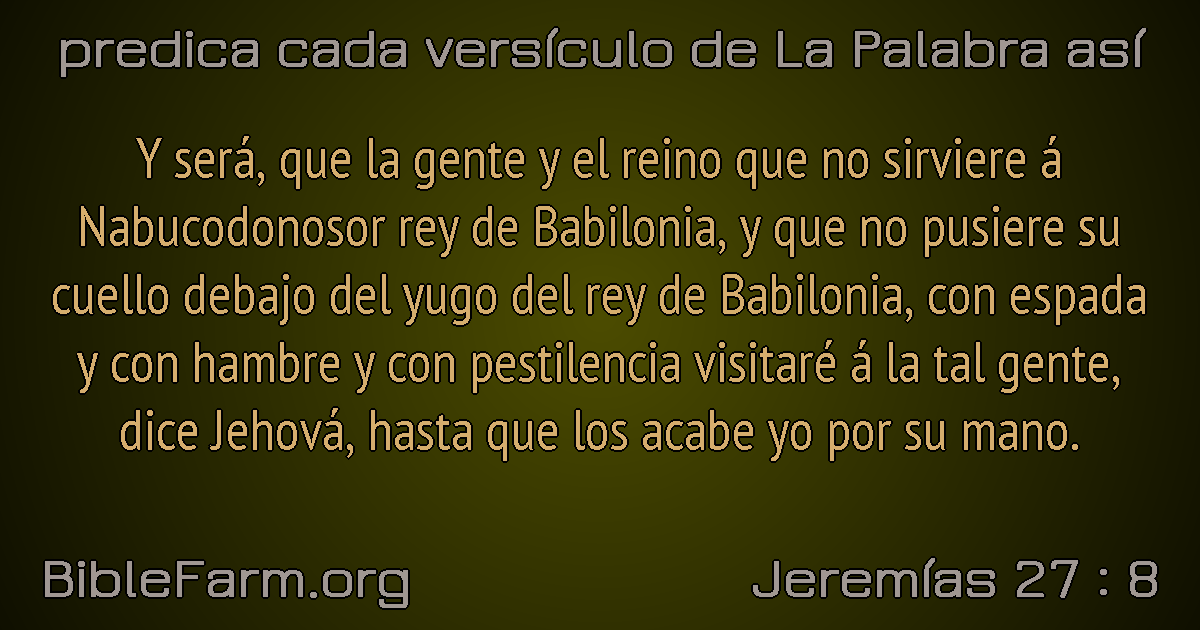 predica cada versículo de La Palabra así
Y será, que la gente y el reino que no sirviere á
Nabucodonosor rey de Babilonia, y que no pusiere su
cuello debajo del yugo del rey de Babilonia, con espada
y con hambre y con pestilencia visitaré á la tal gente,
dice Jehová, hasta que los acabe yo por su mano.
BibleFarm.org
Jeremías 27 : 8